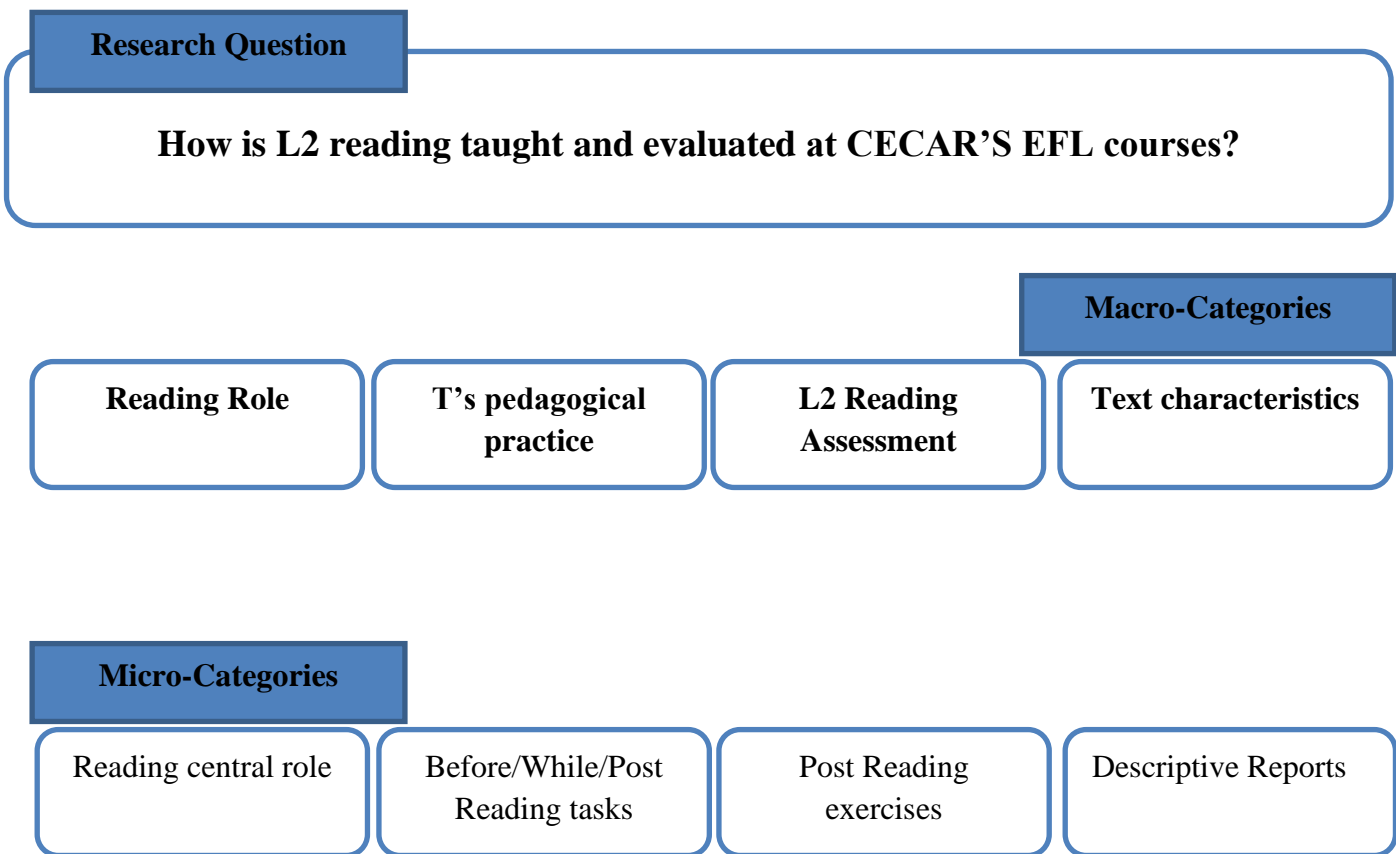 Research Question
How is L2 reading taught and evaluated at CECAR'S EFL courses?
Macro-Categories
Reading Role
T's pedagogical
practice
L2 Reading
Assessment
Text characteristics
Micro-Categories
Reading central role
Before/While/Post
Reading tasks
Post Reading
exercises
Descriptive Reports